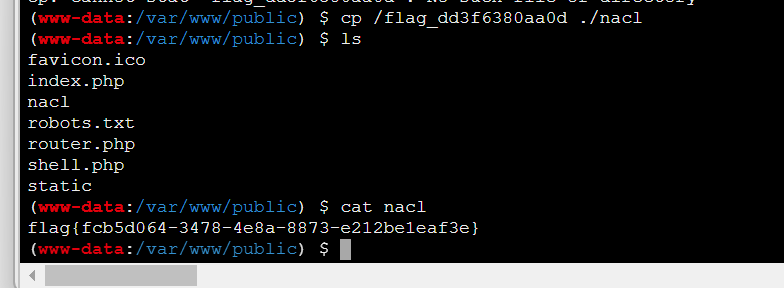 (www-data:/var/www/public) $ cp /flag_dd3f6380aa0d ./nacl
(www-data:/var/www/public) $ ls
favicon.ico
index.php
nacl
robots.txt
router.php
shell.php
static
(www-data:/var/www/public) $ cat nacl
flag{fcb5d064-3478-4e8a-8873-e212be1eaf3e}
(www-data:/var/www/public) $